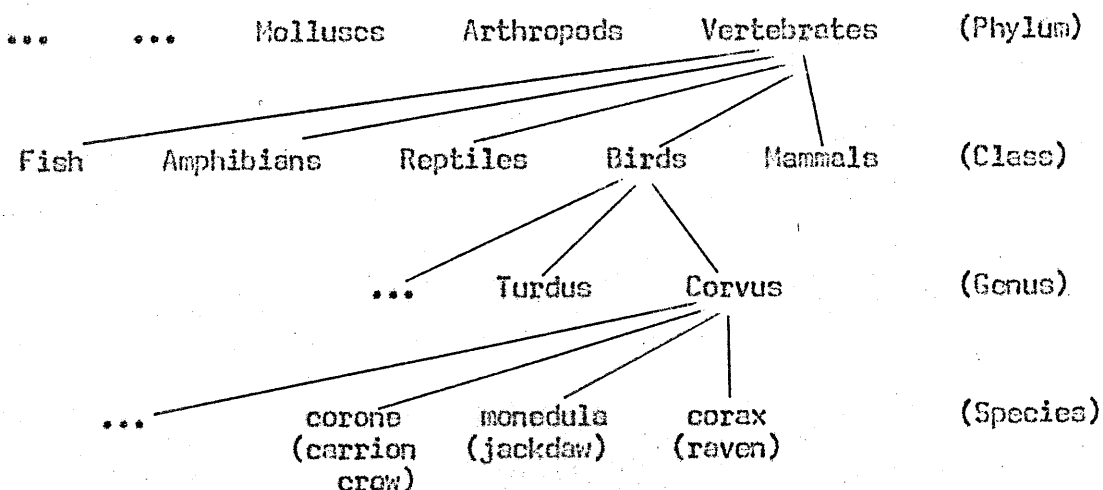 ... ... Molluscs Arthropods Vertebrates (Phylum)
Fish Amphibians Reptiles Birds Mammals (Class)
... Turdus Corvus (Genus)
... corone monedula corax (Species)
(carrion (jackdaw) (raven)
crow)